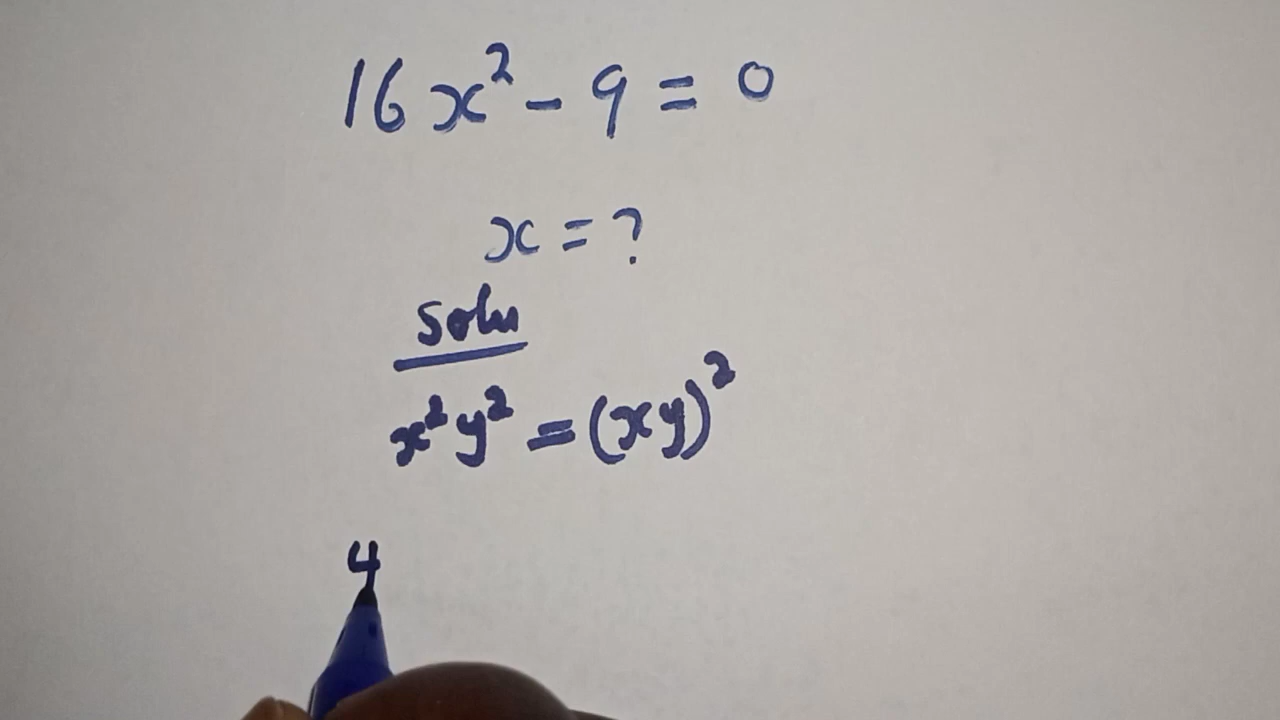 16x² - 9 = 0
x = ?
Soln
x²y² = (xy)²
4